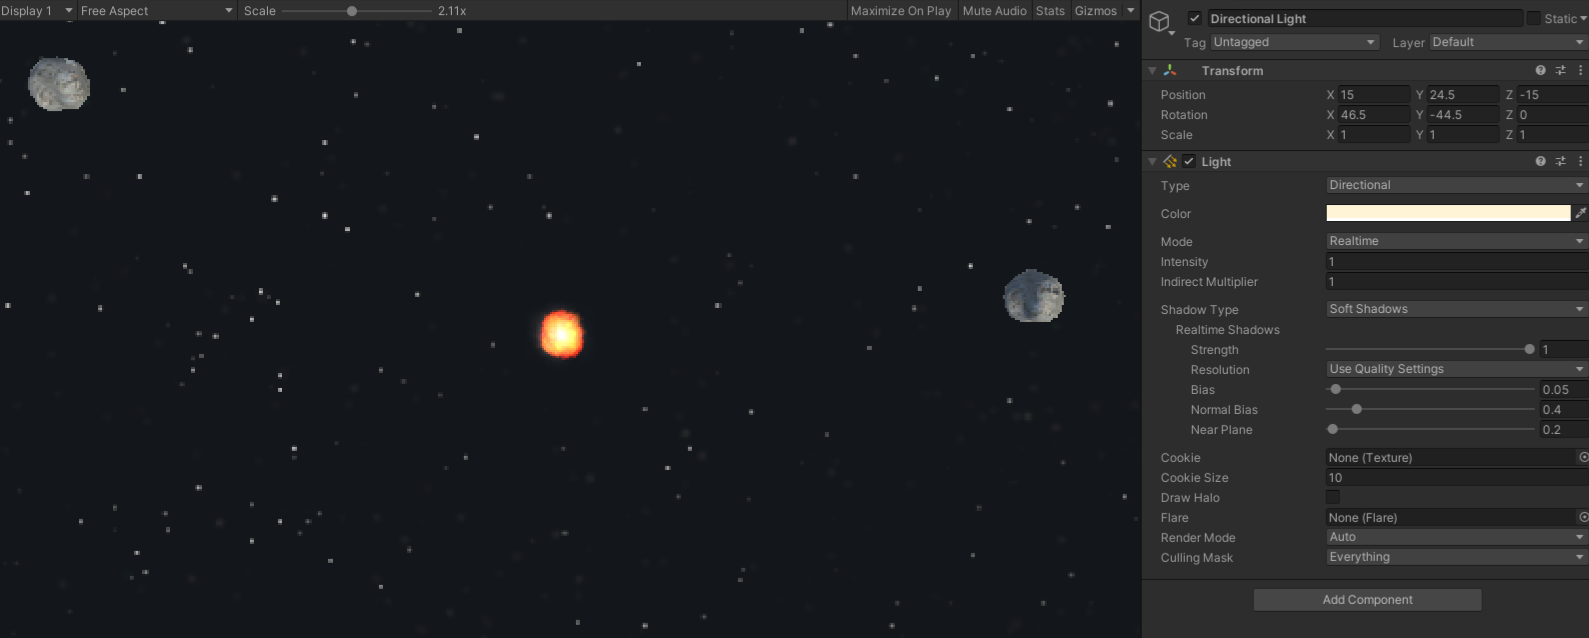 Display 1 Free Aspect Scale 2.11x Maximize On Play Mute Audio Stats Gizmos
Directional Light Static
Tag Untagged Layer Default
Transform
Position X 15 Y 24.5 Z -15
Rotation X 46.5 Y -44.5 Z 0
Scale X 1 Y 1 Z 1
Light
Type Directional
Color
Mode Realtime
Intensity 1
Indirect Multiplier 1
Shadow Type Soft Shadows
Realtime Shadows
Strength 1
Resolution Use Quality Settings
Bias 0.05
Normal Bias 0.4
Near Plane 0.2
Cookie None (Texture)
Cookie Size 10
Draw Halo
Flare None (Flare)
Render Mode Auto
Culling Mask Everything
Add Component